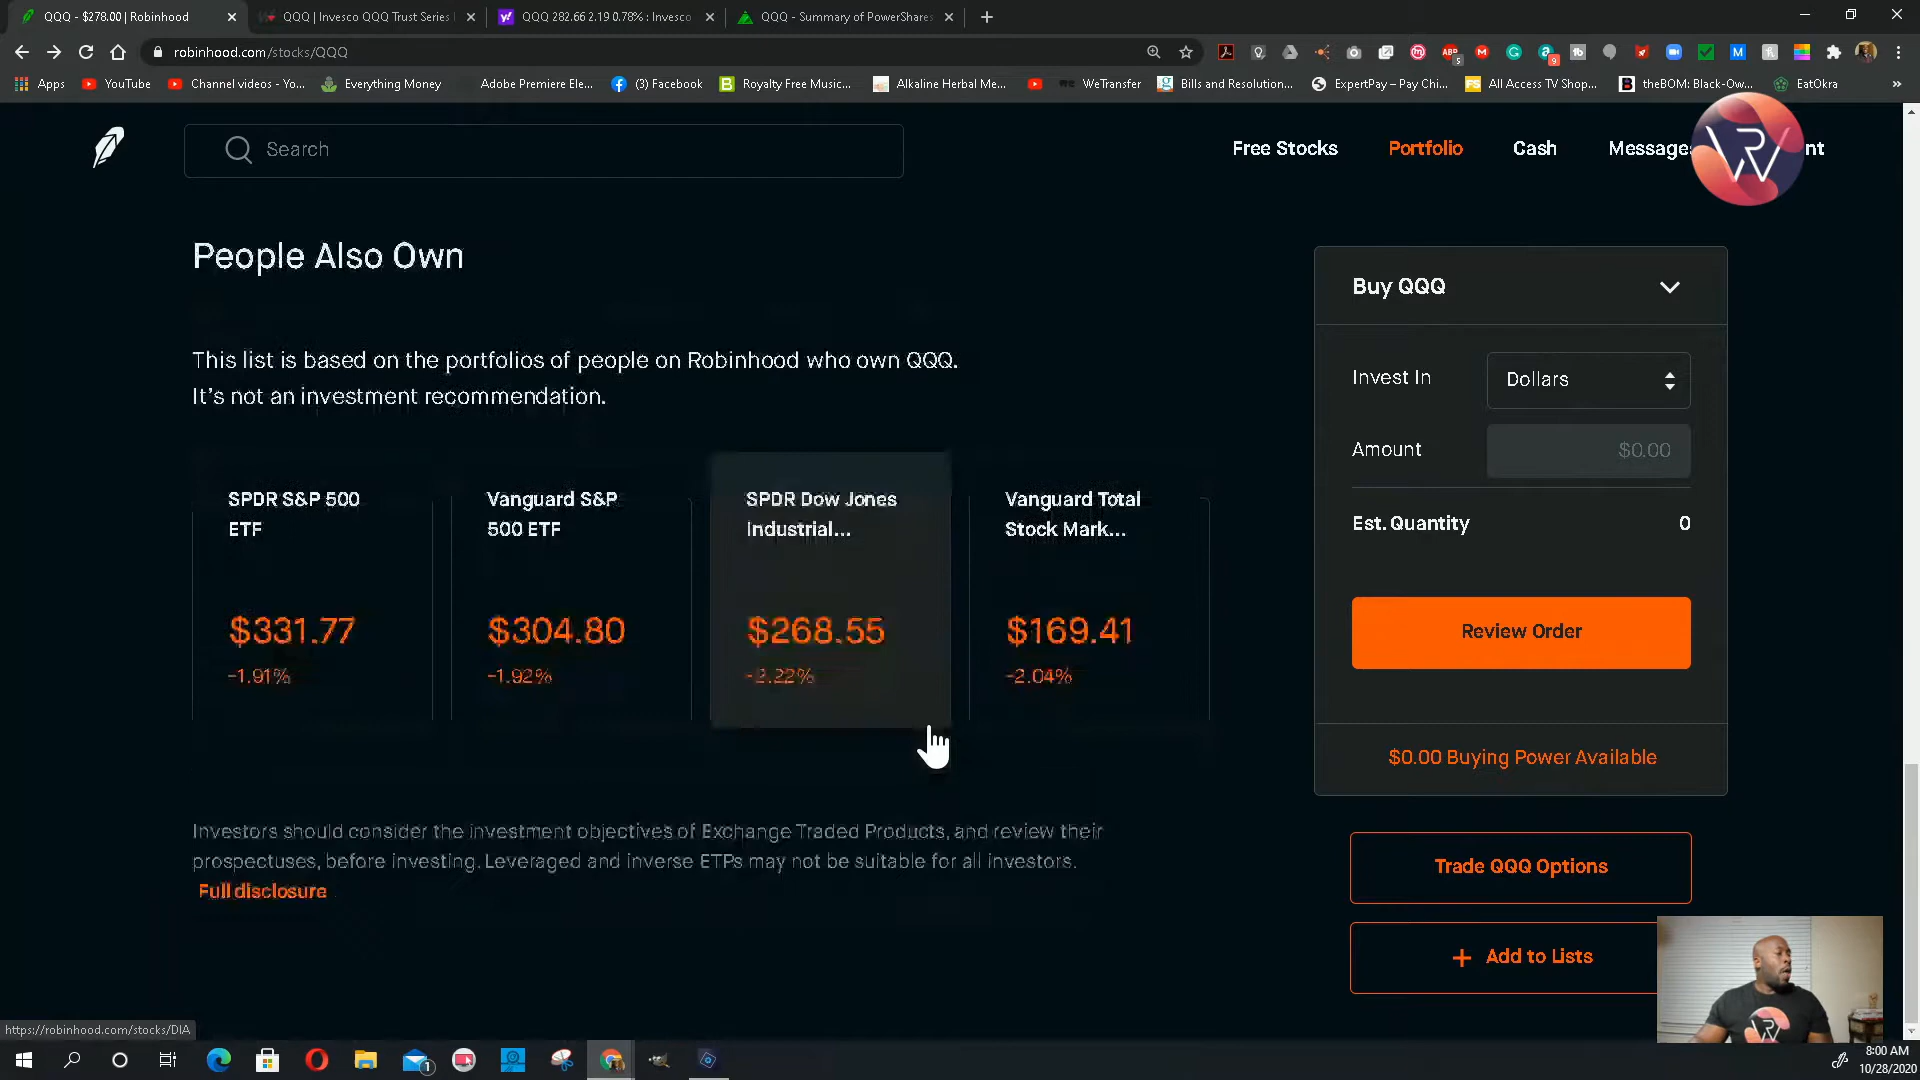 QQQ - $278.00 | Robinhood
QQQ | Invesco QQQ Trust Series
QQQ 282.66 2.19 0.78% : Invesco
QQQ - Summary of PowerShares
robinhood.com/stocks/QQQ
Apps
YouTube
Channel videos - Yo...
Everything Money
Adobe Premiere Ele...
(3) Facebook
Royalty Free Music...
Alkaline Herbal Me...
WeTransfer
Bills and Resolution...
ExpertPay – Pay Chi...
All Access TV Shop...
theBOM: Black-Ow...
EatOkra
Search
Free Stocks
Portfolio
Cash
Messages
nt
People Also Own
This list is based on the portfolios of people on Robinhood who own QQQ.
It's not an investment recommendation.
SPDR S&P 500
ETF
$331.77
-1.91%
Vanguard S&P
500 ETF
$304.80
-1.92%
SPDR Dow Jones
Industrial...
$268.55
-2.22%
Vanguard Total
Stock Mark...
$169.41
-2.04%
Investors should consider the investment objectives of Exchange Traded Products, and review their
prospectuses, before investing. Leveraged and inverse ETPs may not be suitable for all investors.
Full disclosure
Buy QQQ
Invest In
Dollars
Amount
$0.00
Est. Quantity
0
Review Order
$0.00 Buying Power Available
Trade QQQ Options
+ Add to Lists
https://robinhood.com/stocks/DIA
8:00 AM
10/28/2020